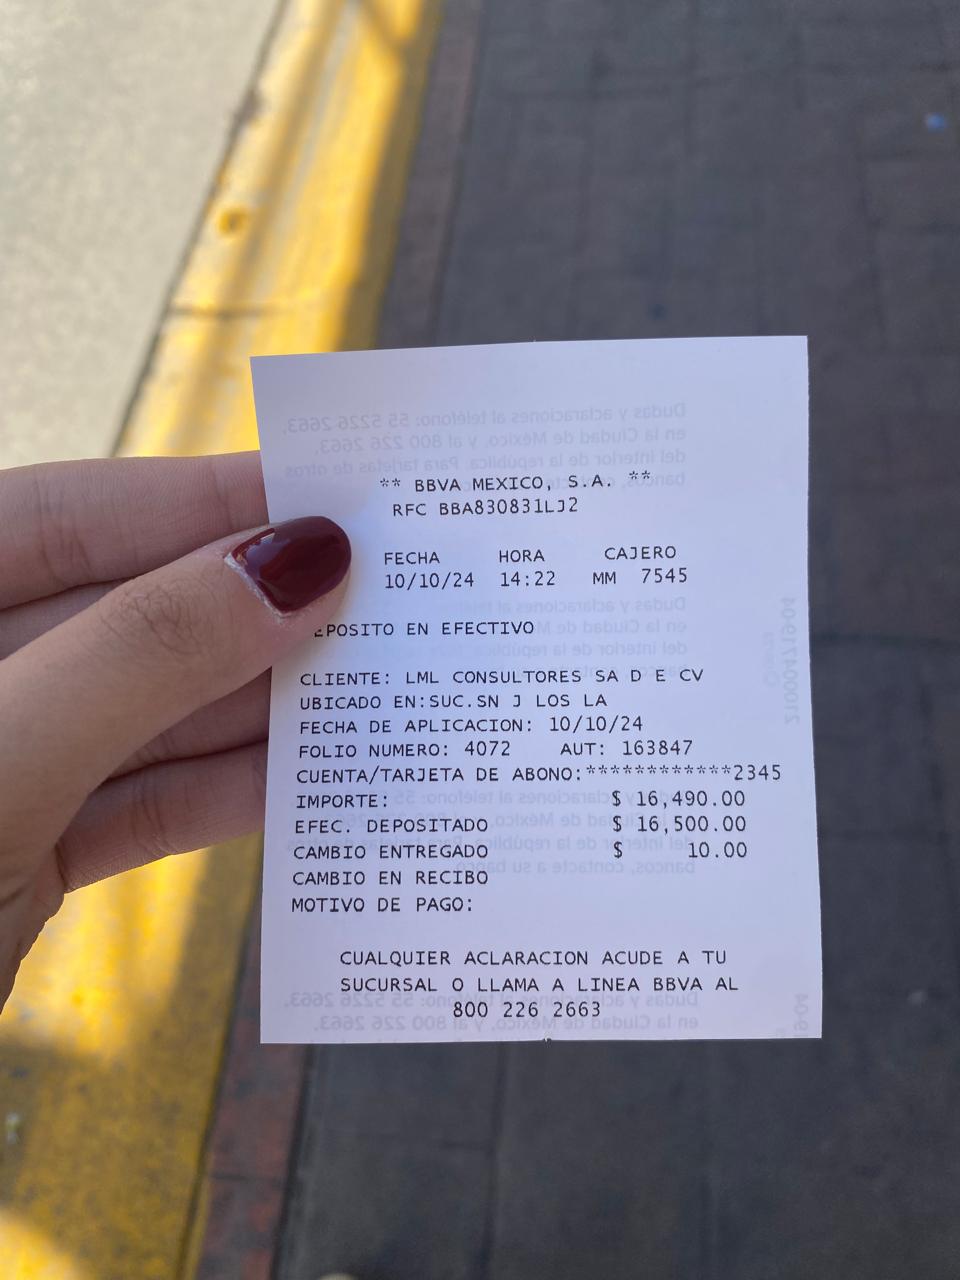 ** BBVA MEXICO, S.A. **
RFC BBA830831LJ2
FECHA HORA CAJERO
10/10/24 14:22 MM 7545
EPOSITO EN EFECTIVO
CLIENTE: LML CONSULTORES SA D E CV
UBICADO EN:SUC.SN J LOS LA
FECHA DE APLICACION: 10/10/24
FOLIO NUMERO: 4072 AUT: 163847
CUENTA/TARJETA DE ABONO:************2345
IMPORTE: $ 16,490.00
EFEC. DEPOSITADO $ 16,500.00
CAMBIO ENTREGADO $ 10.00
CAMBIO EN RECIBO
MOTIVO DE PAGO:
CUALQUIER ACLARACION ACUDE A TU
SUCURSAL O LLAMA A LINEA BBVA AL
800 226 2663